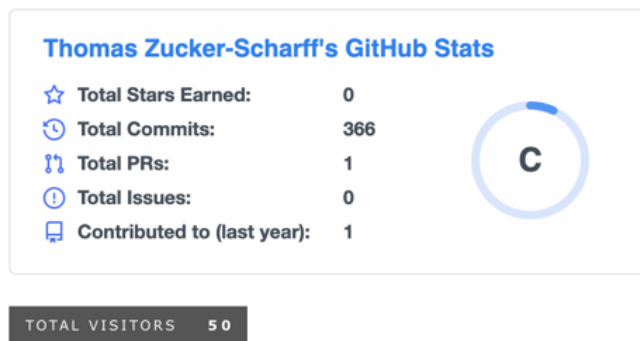 Thomas Zucker-Scharff's GitHub Stats
Total Stars Earned: 0
Total Commits: 366
Total PRs: 1
Total Issues: 0
Contributed to (last year): 1
C
TOTAL VISITORS 50